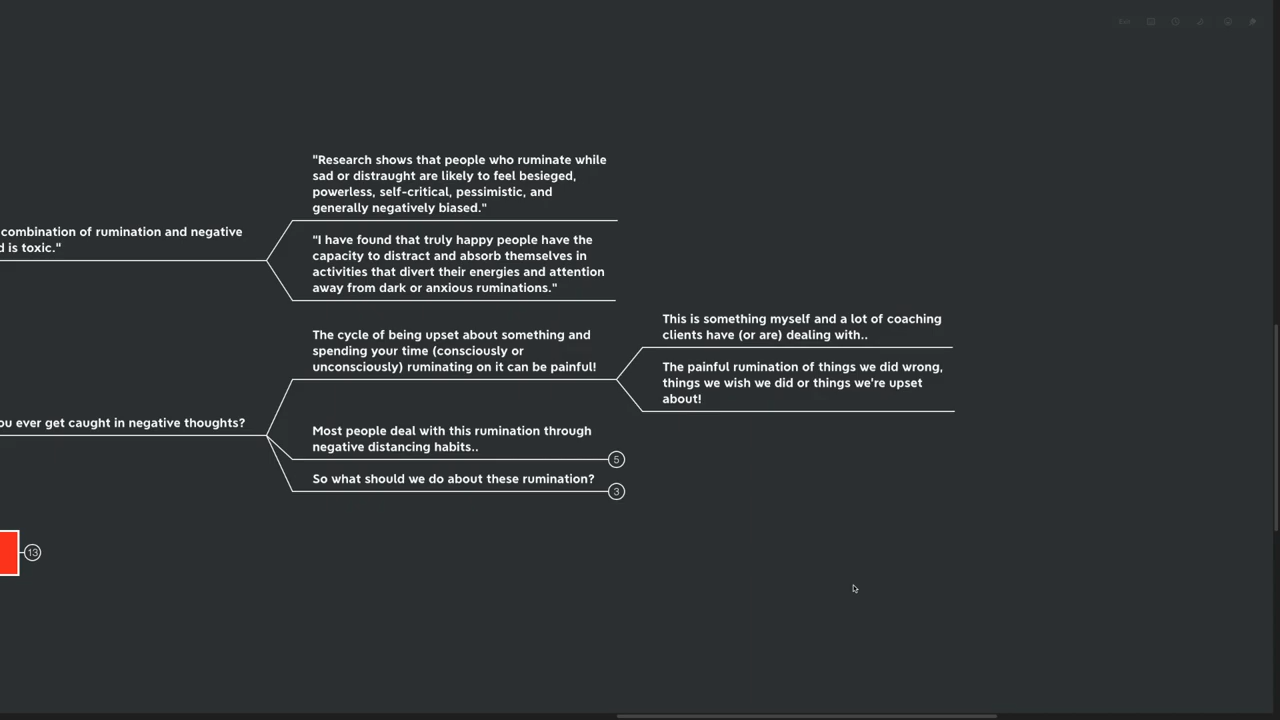 "Research shows that people who ruminate while
sad or distraught are likely to feel besieged,
powerless, self-critical, pessimistic, and
generally negatively biased."
combination of rumination and negative
is toxic."
"I have found that truly happy people have the
capacity to distract and absorb themselves in
activities that divert their energies and attention
away from dark or anxious ruminations."
This is something myself and a lot of coaching
clients have (or are) dealing with..
The cycle of being upset about something and
spending your time (consciously or
unconsciously) ruminating on it can be painful!
The painful rumination of things we did wrong,
things we wish we did or things we're upset
about!
ever get caught in negative thoughts?
Most people deal with this rumination through
negative distancing habits..
5
So what should we do about these rumination?
3
13